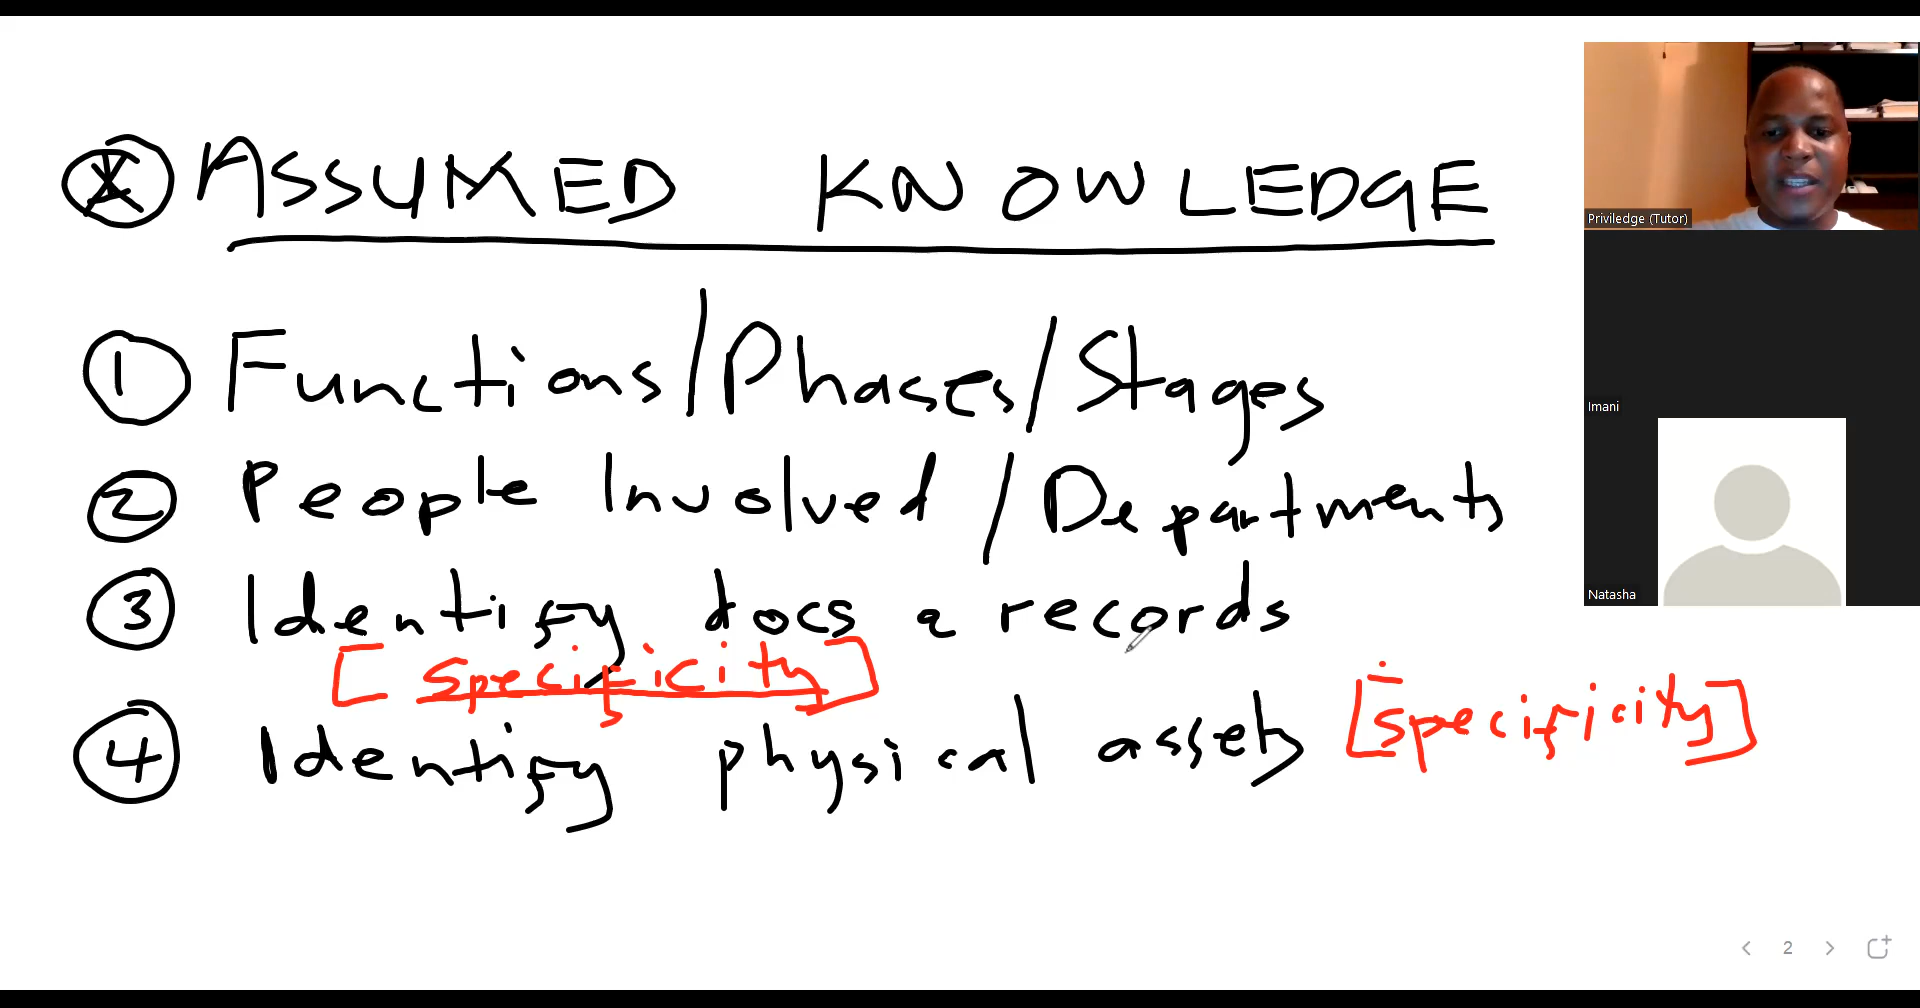 ASSUMED KNOWLEDGE
1 Functions/Phases/Stages
2 People Involved/Departments
3 Identify docs & records
[specificity]
4 Identify physical assets [specificity]
Priviledge (Tutor)
Imani
Natasha
2